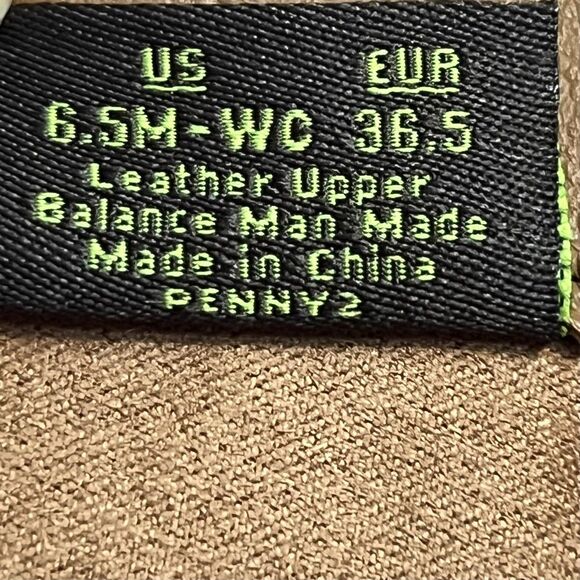 US EUR
6.5M-WC 36.5
Leather Upper
Balance Man Made
Made in China
PENNY2